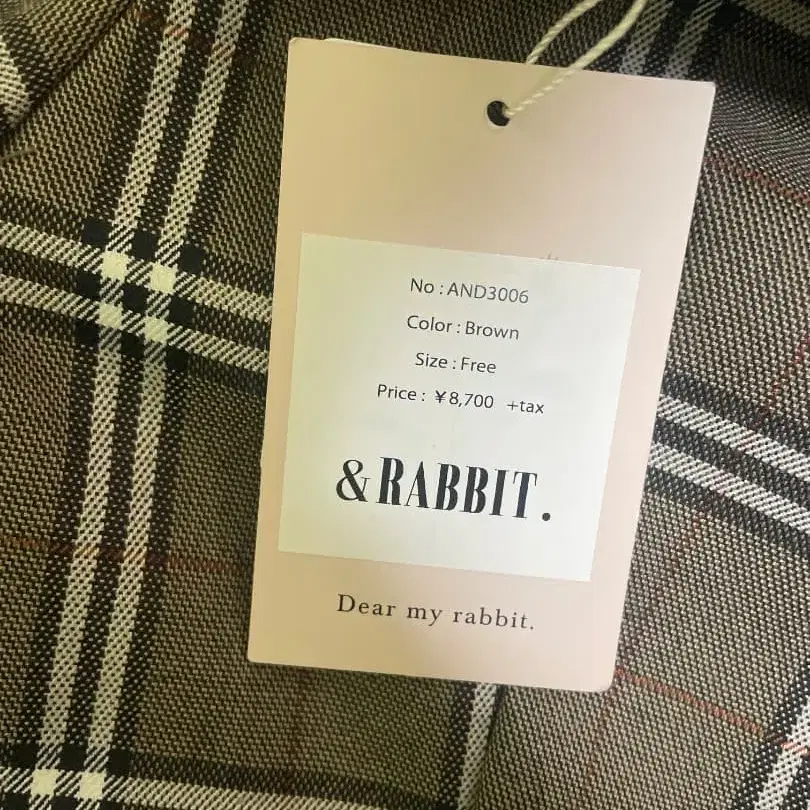 No : AND3006
Color : Brown
Size : Free
Price : ¥8,700 +tax
&RABBIT.
Dear my rabbit.